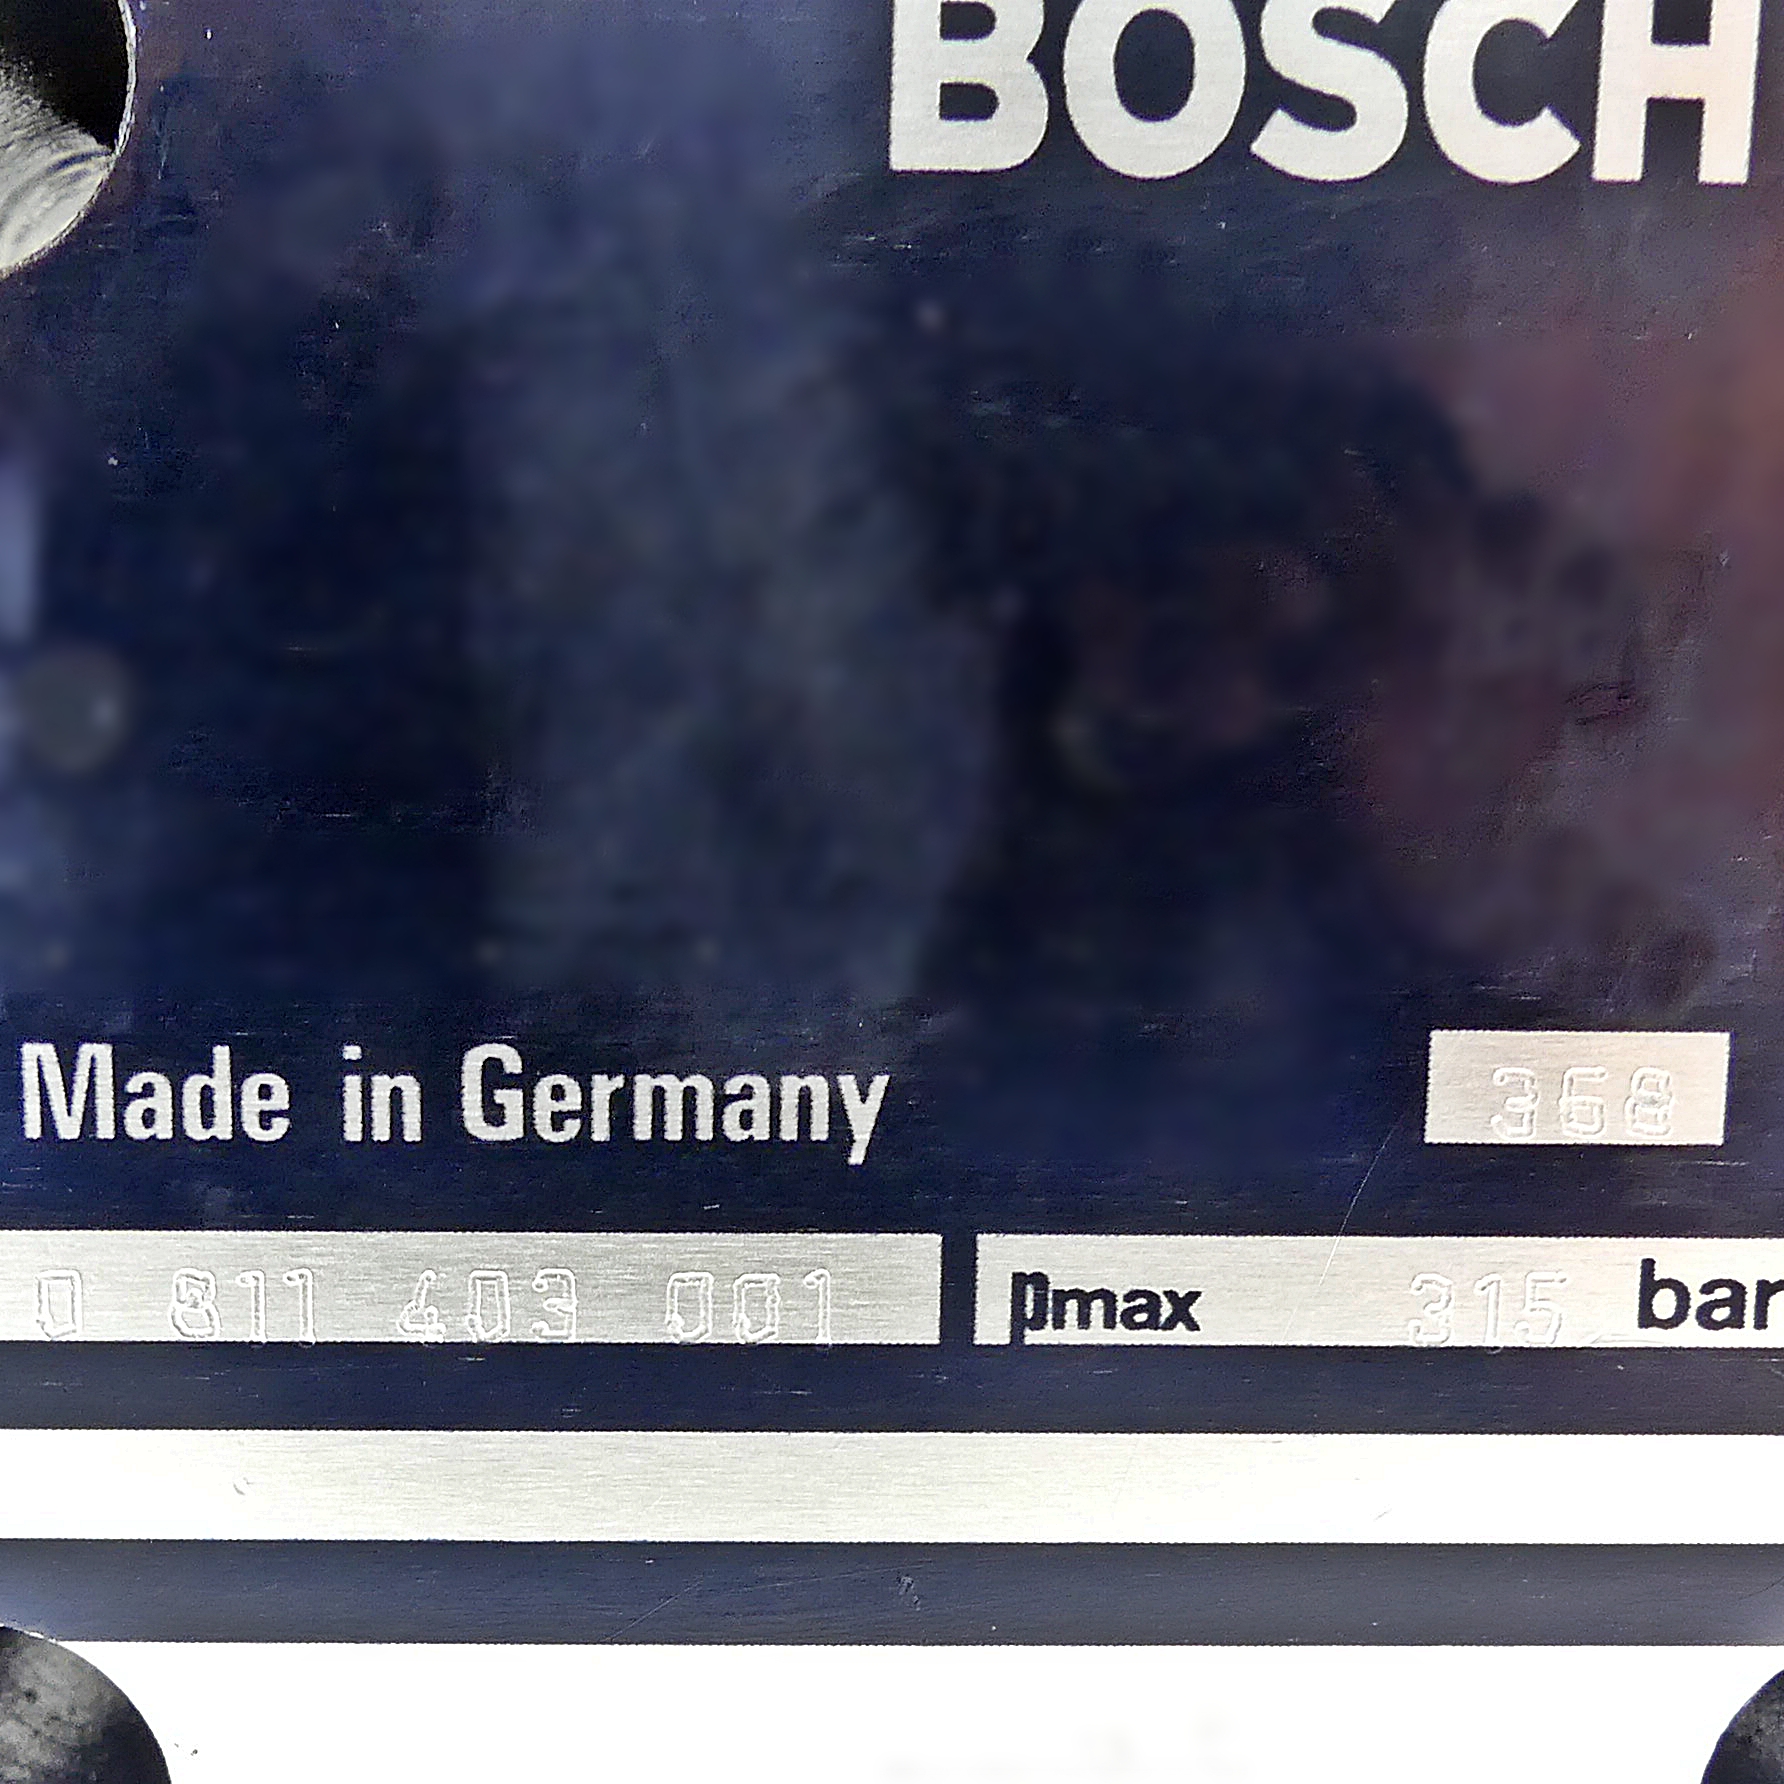 BOSCH
Made in Germany
368
0 811 403 001
pmax 315 bar